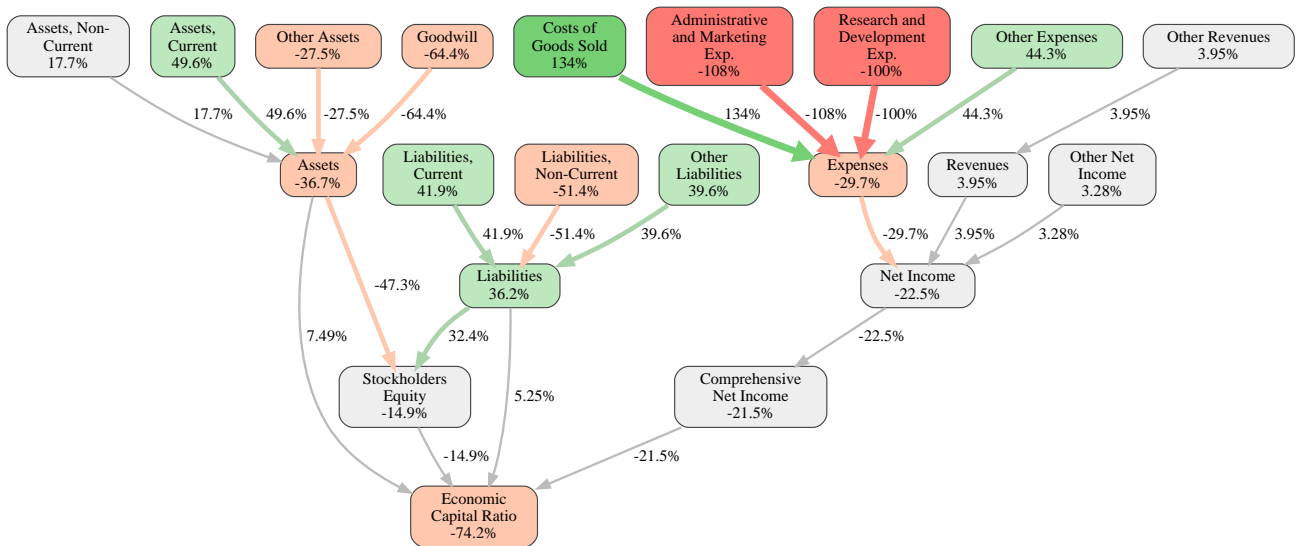 Assets, Non-
Current
17.7%
Assets,
Current
49.6%
Other Assets
-27.5%
Goodwill
-64.4%
Costs of
Goods Sold
134%
Administrative
and Marketing
Exp.
-108%
Research and
Development
Exp.
-100%
Other Expenses
44.3%
Other Revenues
3.95%
17.7%
49.6%
-27.5%
-64.4%
134%
-108%
-100%
44.3%
3.95%
Assets
-36.7%
Liabilities,
Current
41.9%
Liabilities,
Non-Current
-51.4%
Other
Liabilities
39.6%
Expenses
-29.7%
Revenues
3.95%
Other Net
Income
3.28%
41.9%
-51.4%
39.6%
-29.7%
3.95%
3.28%
Liabilities
36.2%
Net Income
-22.5%
-47.3%
7.49%
32.4%
5.25%
-22.5%
Stockholders
Equity
-14.9%
Comprehensive
Net Income
-21.5%
-14.9%
-21.5%
Economic
Capital Ratio
-74.2%